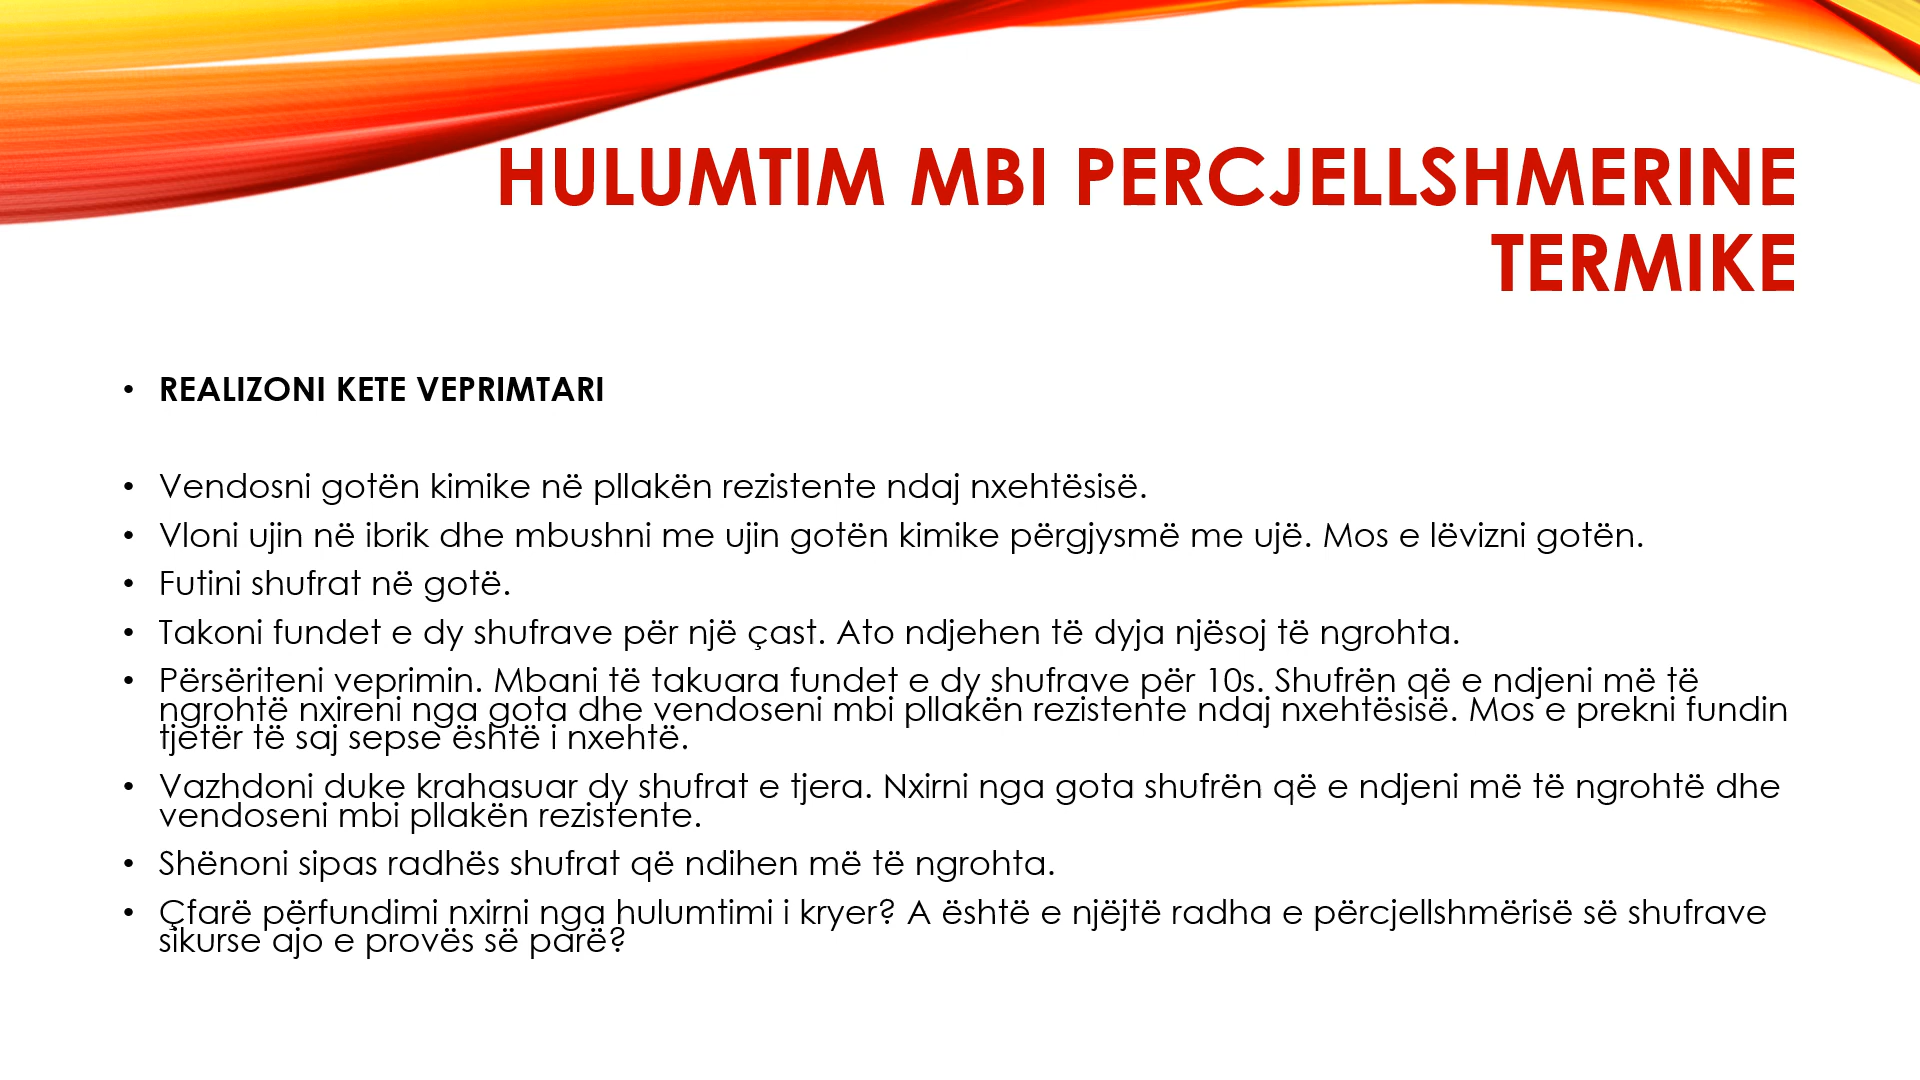 HULUMTIM MBI PERCJELLSHMERINE
TERMIKE
• REALIZONI KETE VEPRIMTARI
• Vendosni gotën kimike në pllakën rezistente ndaj nxehtësisë.
• Vloni ujin në ibrik dhe mbushni me ujin gotën kimike përgjysmë me ujë. Mos e lëvizni gotën.
• Futini shufrat në gotë.
• Takoni fundet e dy shufrave për një çast. Ato ndjehen të dyja njësoj të ngrohta.
• Përsëriteni veprimin. Mbani të takuara fundet e dy shufrave për 10s. Shufrën që e ndjeni më të
ngrohtë nxireni nga gota dhe vendoseni mbi pllakën rezistente ndaj nxehtësisë. Mos e prekni fundin
tjetër të saj sepse është i nxehtë.
• Vazhdoni duke krahasuar dy shufrat e tjera. Nxirni nga gota shufrën që e ndjeni më të ngrohtë dhe
vendoseni mbi pllakën rezistente.
• Shënoni sipas radhës shufrat që ndihen më të ngrohta.
• Çfarë përfundimi nxirni nga hulumtimi i kryer? A është e njëjtë radha e përcjellshmërisë së shufrave
sikurse ajo e provës së parë?